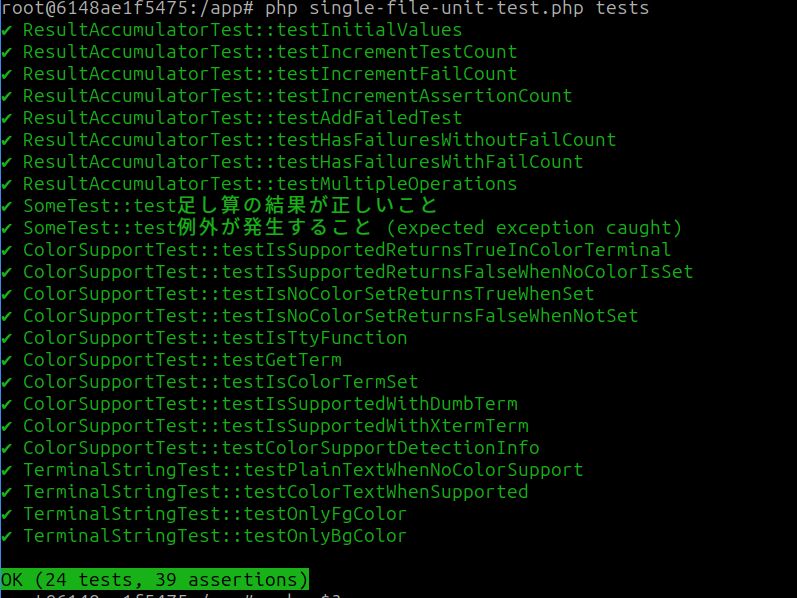 root@6148ae1f5475:/app# php single-file-unit-test.php tests
✔ ResultAccumulatorTest::testInitialValues
✔ ResultAccumulatorTest::testIncrementTestCount
✔ ResultAccumulatorTest::testIncrementFailCount
✔ ResultAccumulatorTest::testIncrementAssertionCount
✔ ResultAccumulatorTest::testAddFailedTest
✔ ResultAccumulatorTest::testHasFailuresWithoutFailCount
✔ ResultAccumulatorTest::testHasFailuresWithFailCount
✔ ResultAccumulatorTest::testMultipleOperations
✔ SomeTest::test足し算の結果が正しいこと
✔ SomeTest::test例外が発生すること (expected exception caught)
✔ ColorSupportTest::testIsSupportedReturnsTrueInColorTerminal
✔ ColorSupportTest::testIsSupportedReturnsFalseWhenNoColorIsSet
✔ ColorSupportTest::testIsNoColorSetReturnsTrueWhenSet
✔ ColorSupportTest::testIsNoColorSetReturnsFalseWhenNotSet
✔ ColorSupportTest::testIsTtyFunction
✔ ColorSupportTest::testGetTerm
✔ ColorSupportTest::testIsColorTermSet
✔ ColorSupportTest::testIsSupportedWithDumbTerm
✔ ColorSupportTest::testIsSupportedWithXtermTerm
✔ ColorSupportTest::testColorSupportDetectionInfo
✔ TerminalStringTest::testPlainTextWhenNoColorSupport
✔ TerminalStringTest::testColorTextWhenSupported
✔ TerminalStringTest::testOnlyFgColor
✔ TerminalStringTest::testOnlyBgColor
OK (24 tests, 39 assertions)
root@6148ae1f5475:/app#